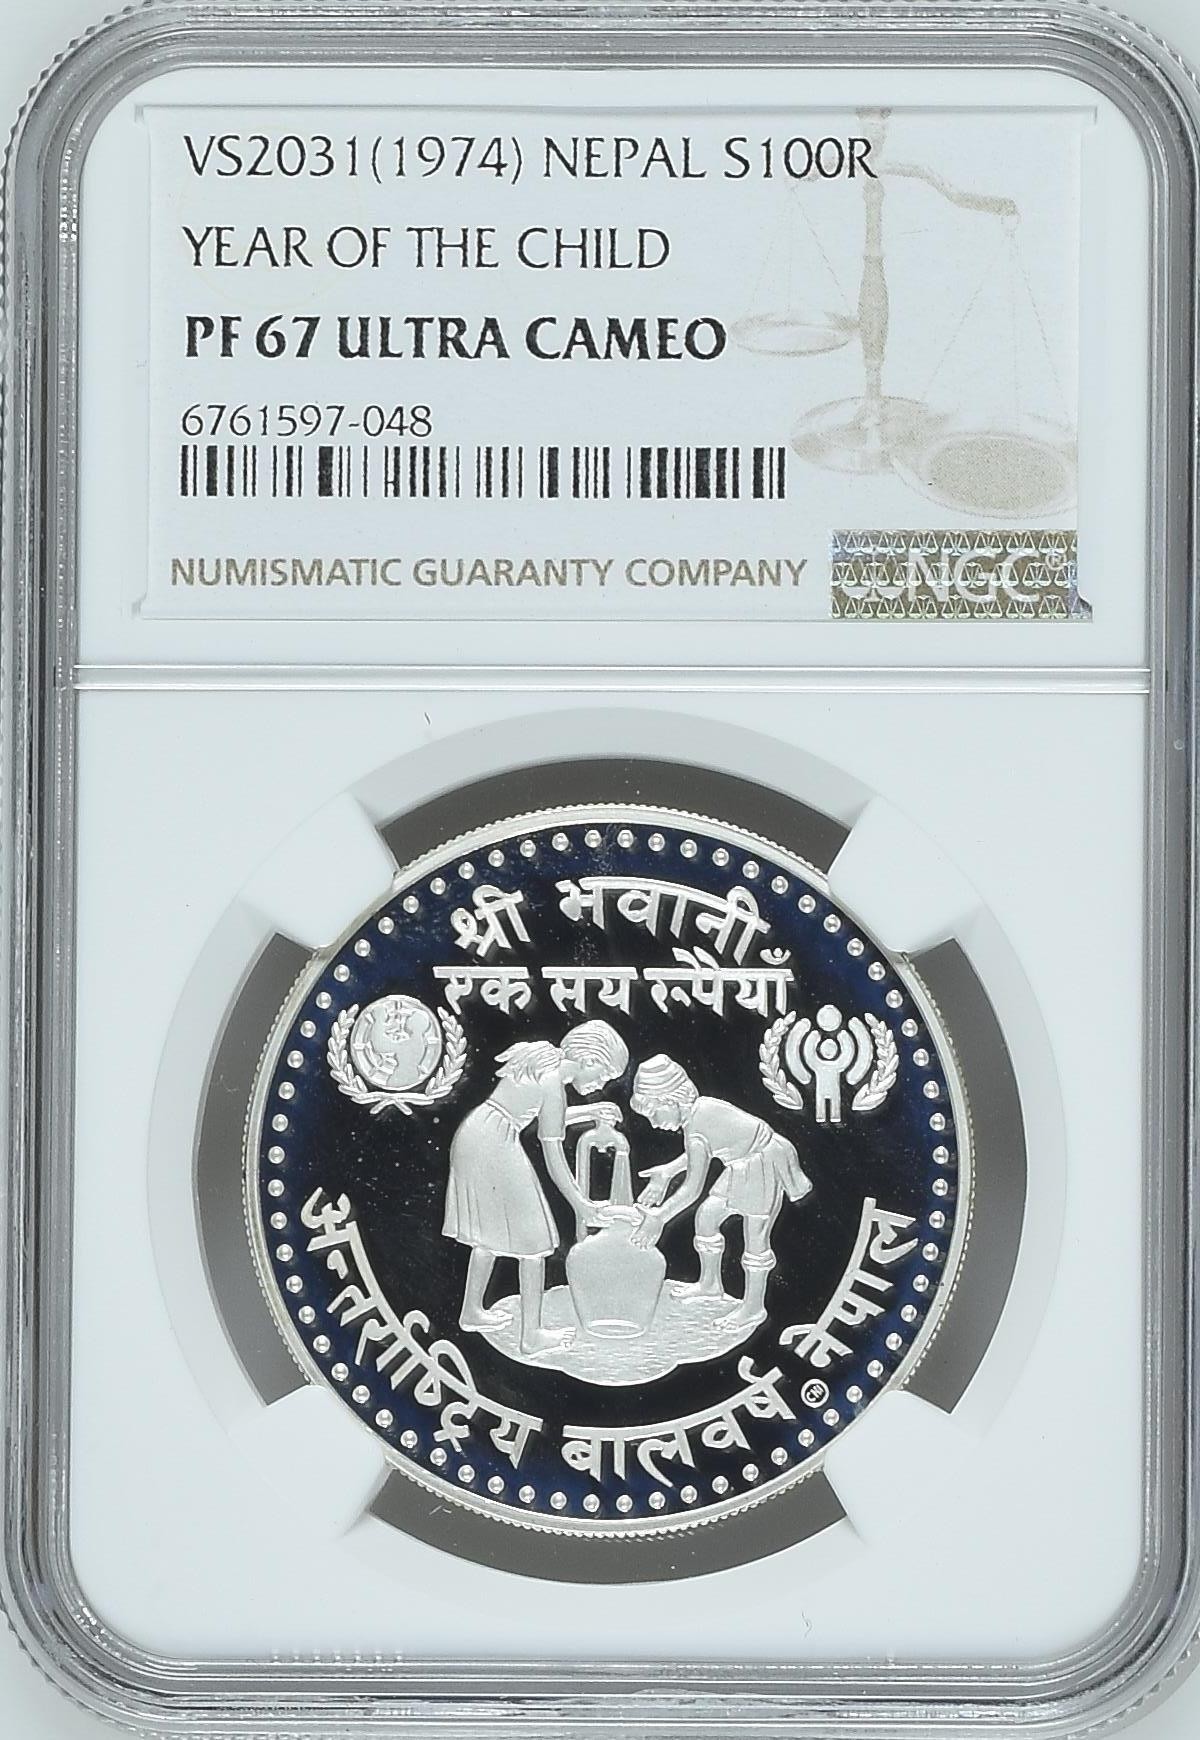 VS2031(1974) NEPAL S100R
YEAR OF THE CHILD
PF 67 ULTRA CAMEO
6761597-048
NUMISMATIC GUARANTY COMPANY
NGC®
श्री भवानी
एक सय रूपैयाँ
अन्तर्राष्ट्रिय बालवर्ष नेपाल
CHI